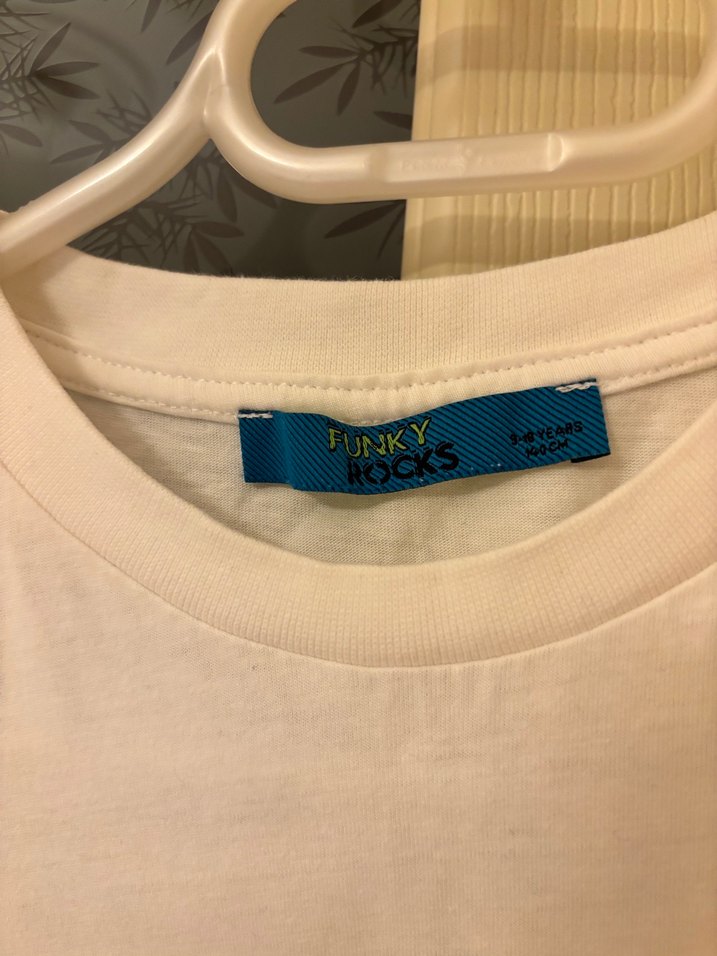 FUNKY
ROCKS
9-10 YEARS
140 CM